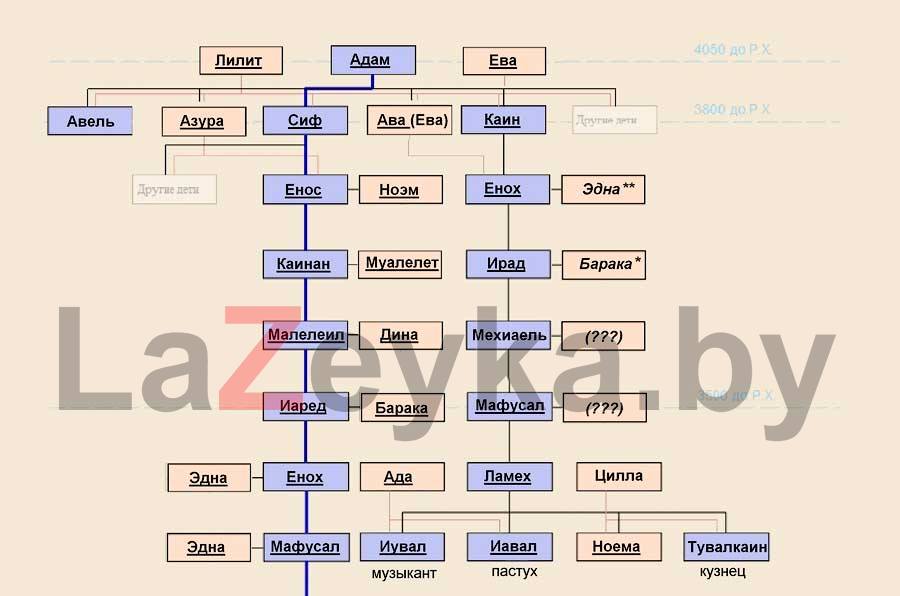 4050 до Р.Х.
Лилит Адам Ева
3800 до Р.Х
Авель Азура Сиф Ава (Ева) Каин Другие дети
Другие дети Енос Ноэм Енох Эдна**
Каинан Муалелет Ирад Барака*
Малелеил Дина Мехиаель (???)
LaZeyka.by
3500 до Р.Х.
Иаред Барака Мафусал (???)
Эдна Енох Ада Ламех Цилла
Эдна Мафусал Иувал Иавал Ноема Тувалкаин
музыкант пастух кузнец